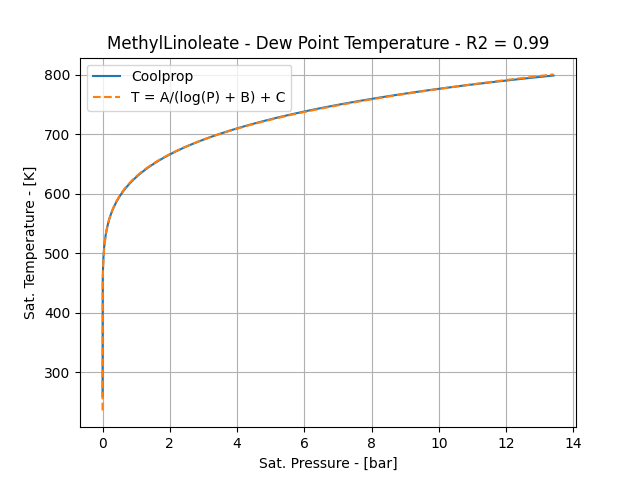 MethylLinoleate - Dew Point Temperature - R2 = 0.99
Coolprop
T = A/(log(P) + B) + C
Sat. Temperature - [K]
800
700
600
500
400
300
0 2 4 6 8 10 12 14
Sat. Pressure - [bar]